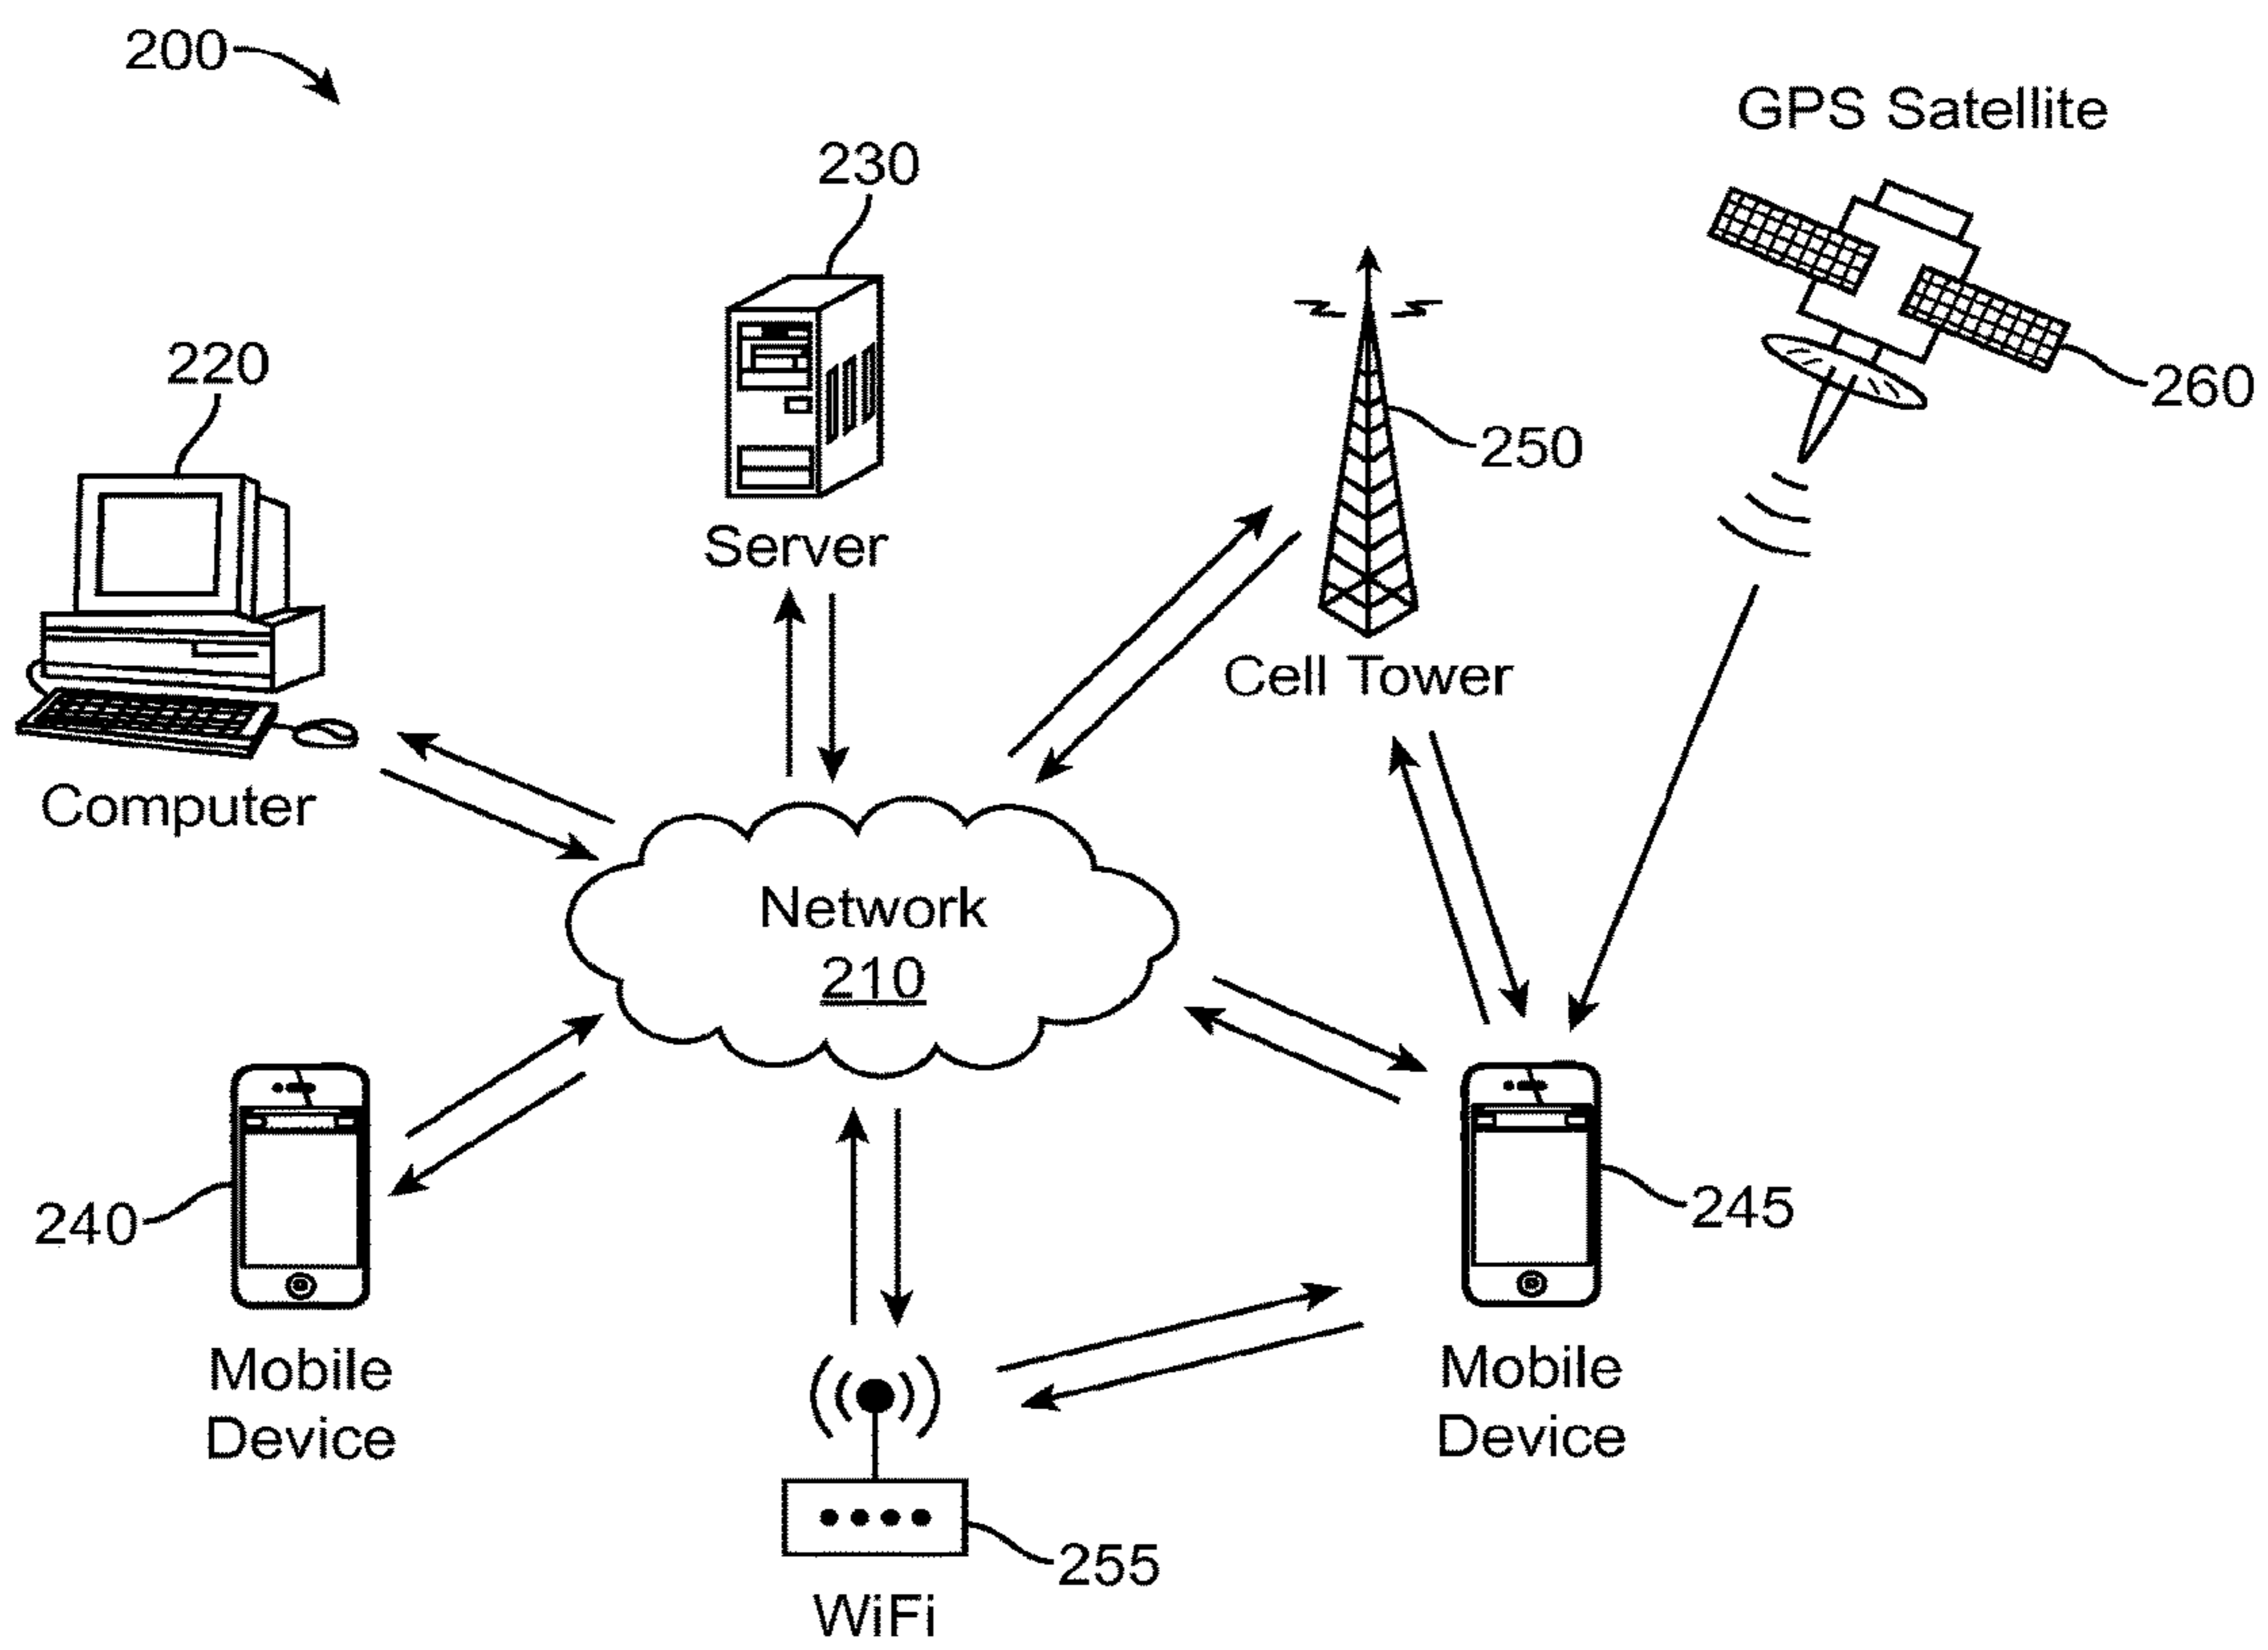 200
GPS Satellite
230
220
260
250
Server
Cell Tower
Computer
Network
210
240
245
Mobile
Device
Mobile
Device
255
WiFi